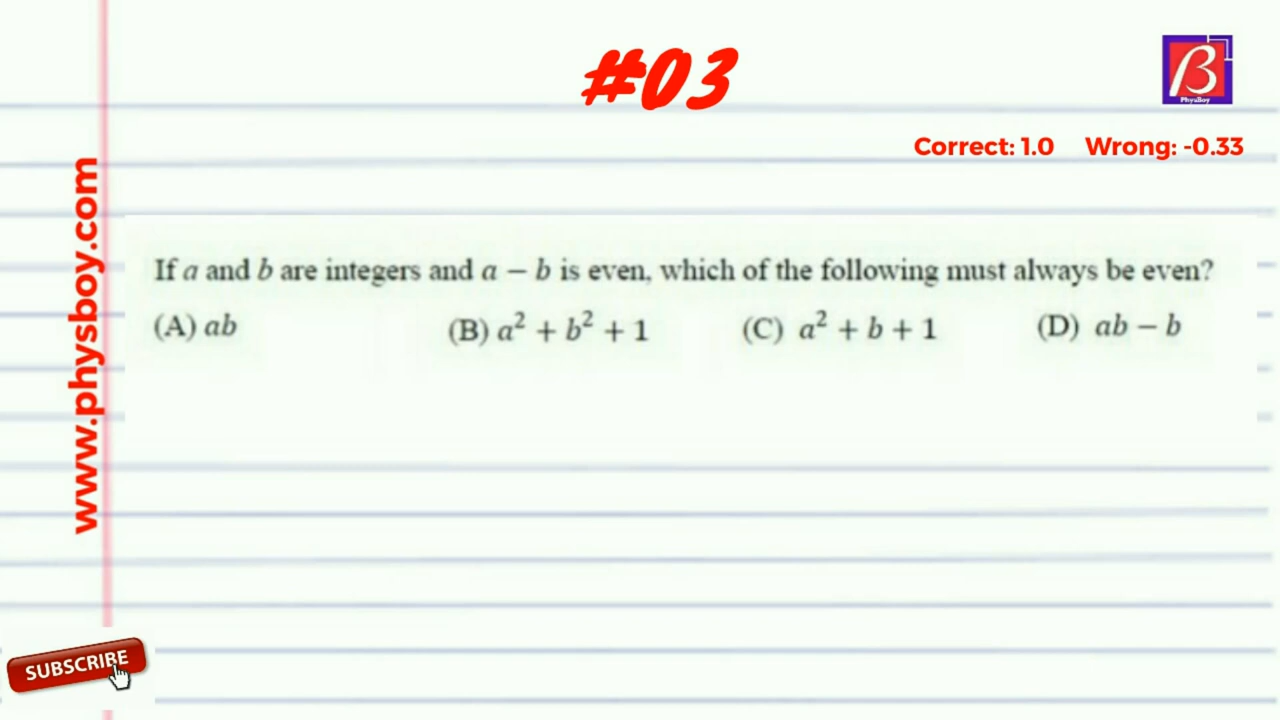 #03
β
PhysBoy
Correct: 1.0 Wrong: -0.33
www.physboy.com
If a and b are integers and a − b is even, which of the following must always be even?
(A) ab (B) a² + b² + 1 (C) a² + b + 1 (D) ab − b
SUBSCRIBE